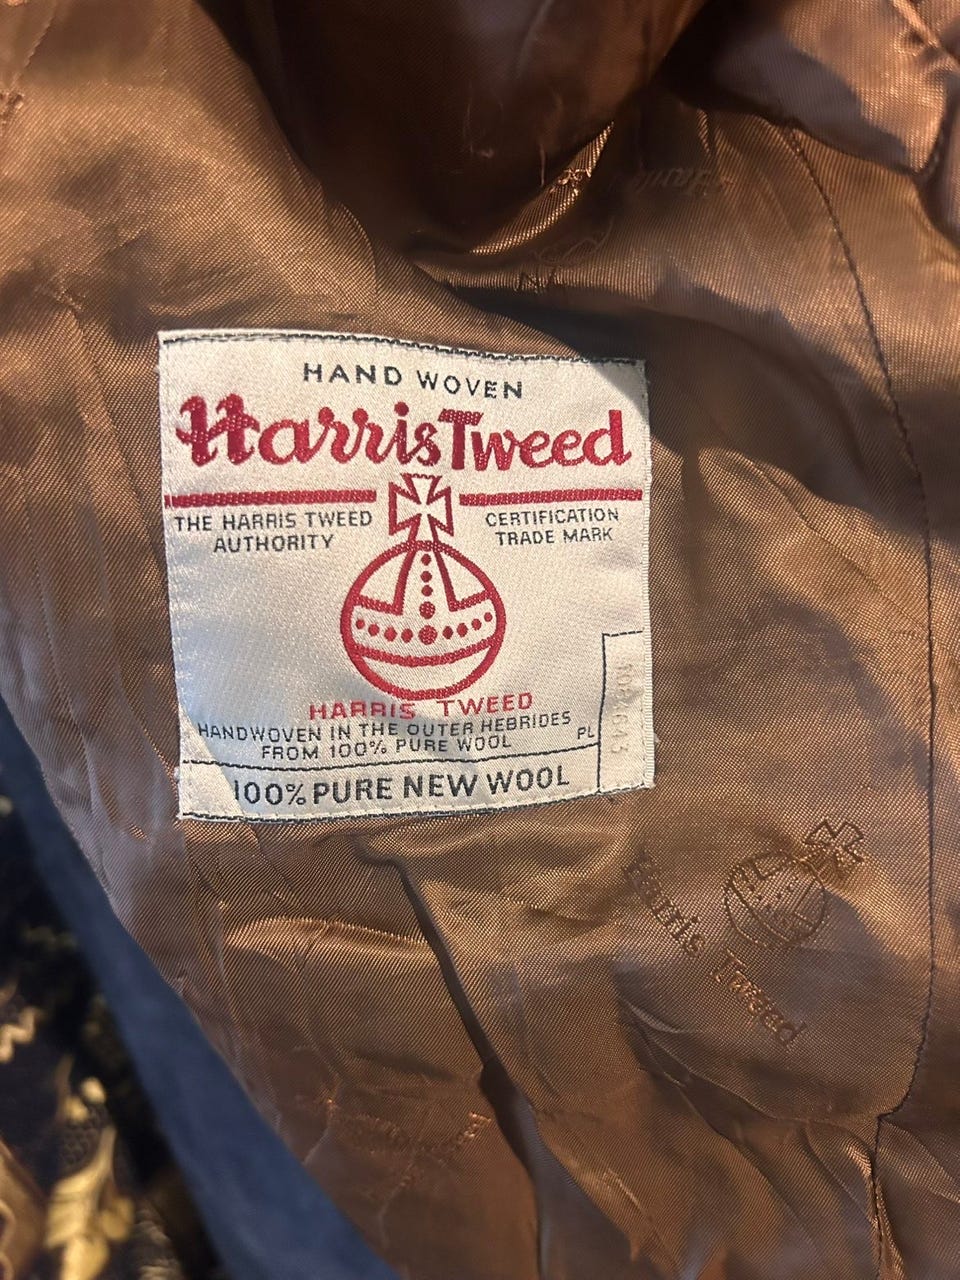 HAND WOVEN
Harris Tweed
THE HARRIS TWEED
AUTHORITY
CERTIFICATION
TRADE MARK
HARRIS TWEED
HANDWOVEN IN THE OUTER HEBRIDES
FROM 100% PURE WOOL
PL
100% PURE NEW WOOL
Harris Tweed